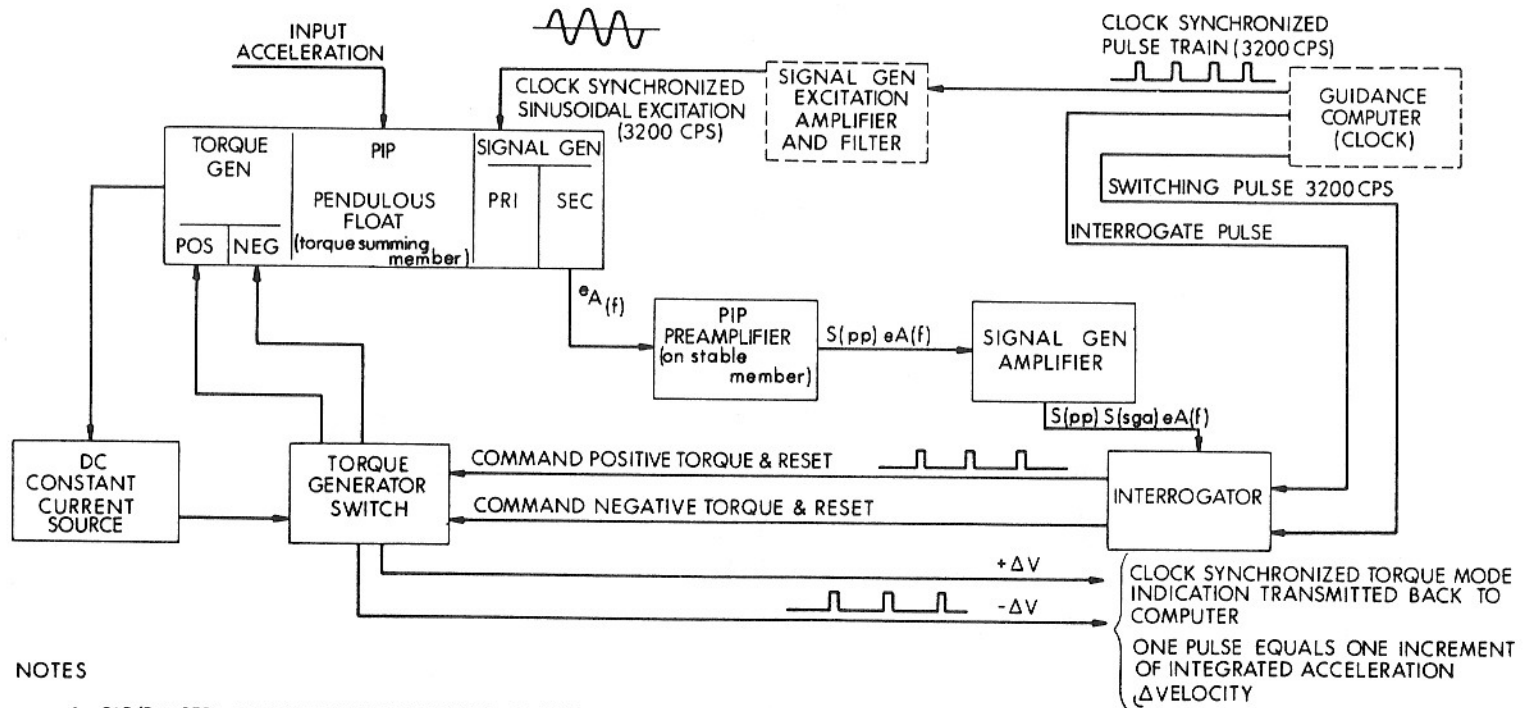 INPUT
ACCELERATION
CLOCK SYNCHRONIZED
SINUSOIDAL EXCITATION
(3200 CPS)
SIGNAL GEN
EXCITATION
AMPLIFIER
AND FILTER
CLOCK SYNCHRONIZED
PULSE TRAIN (3200 CPS)
GUIDANCE
COMPUTER
(CLOCK)
SWITCHING PULSE 3200 CPS
INTERROGATE PULSE
TORQUE
GEN
POS
NEG
PIP
PENDULOUS
FLOAT
(torque summing
member)
SIGNAL GEN
PRI
SEC
eA(f)
PIP
PREAMPLIFIER
(on stable
member)
S(pp) eA(f)
SIGNAL GEN
AMPLIFIER
S(pp) S(sga) eA(f)
DC
CONSTANT
CURRENT
SOURCE
TORQUE
GENERATOR
SWITCH
COMMAND POSITIVE TORQUE & RESET
COMMAND NEGATIVE TORQUE & RESET
INTERROGATOR
+ΔV
-ΔV
CLOCK SYNCHRONIZED TORQUE MODE
INDICATION TRANSMITTED BACK TO
COMPUTER
ONE PULSE EQUALS ONE INCREMENT
OF INTEGRATED ACCELERATION
ΔVELOCITY
NOTES